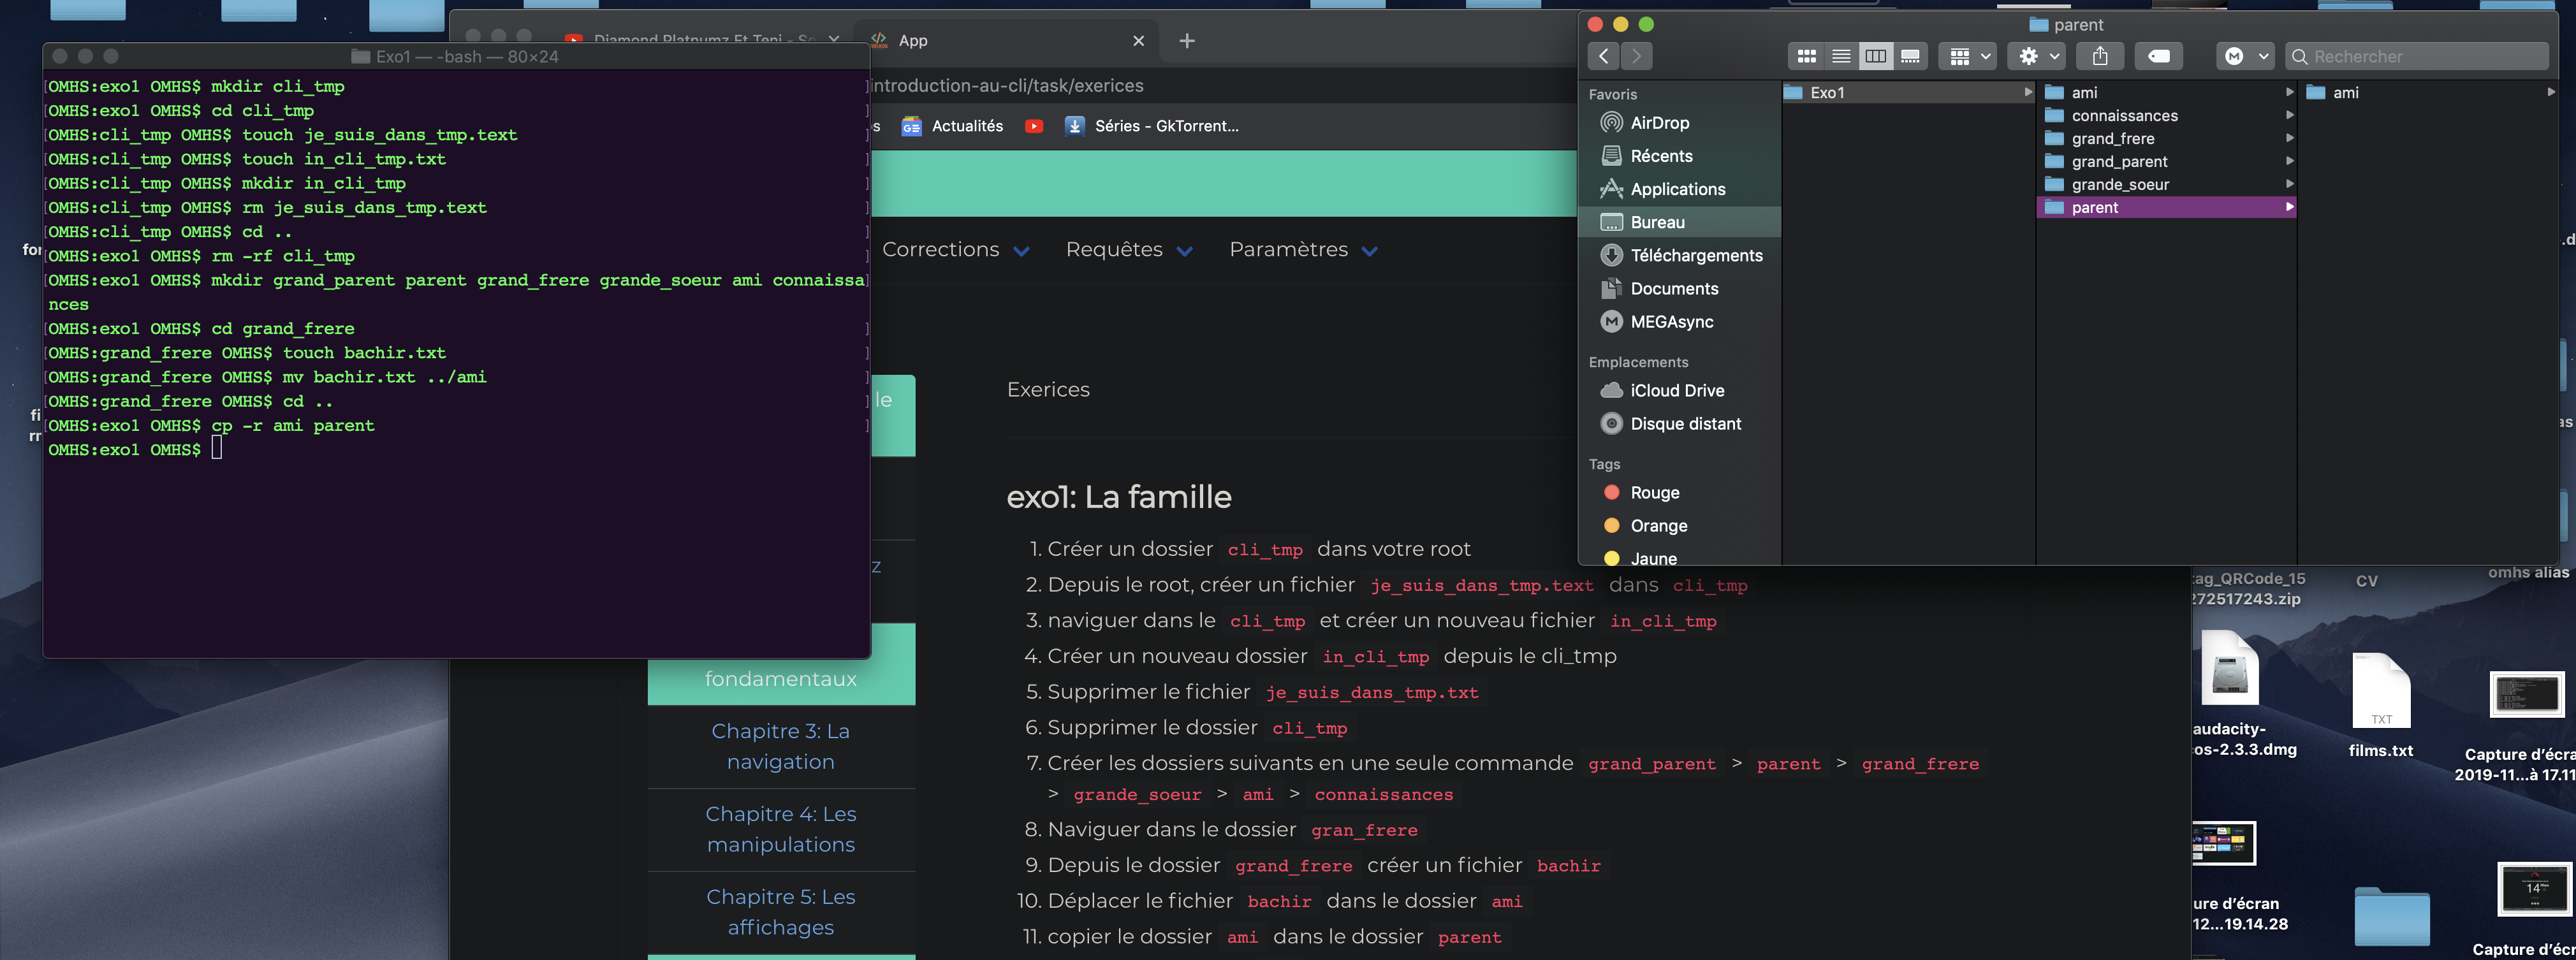 Exo1 — -bash — 80×24
OMHS:exo1 OMHS$ mkdir cli_tmp
OMHS:exo1 OMHS$ cd cli_tmp
OMHS:cli_tmp OMHS$ touch je_suis_dans_tmp.text
OMHS:cli_tmp OMHS$ touch in_cli_tmp.txt
OMHS:cli_tmp OMHS$ mkdir in_cli_tmp
OMHS:cli_tmp OMHS$ rm je_suis_dans_tmp.text
OMHS:cli_tmp OMHS$ cd ..
OMHS:exo1 OMHS$ rm -rf cli_tmp
OMHS:exo1 OMHS$ mkdir grand_parent parent grand_frere grande_soeur ami connaissa
nces
OMHS:exo1 OMHS$ cd grand_frere
OMHS:grand_frere OMHS$ touch bachir.txt
OMHS:grand_frere OMHS$ mv bachir.txt ../ami
OMHS:grand_frere OMHS$ cd ..
OMHS:exo1 OMHS$ cp -r ami parent
OMHS:exo1 OMHS$
Diamond Platnumz Et Teni - S
App
introduction-au-cli/task/exerices
s
Actualités
Séries - GkTorrent...
Corrections
Requêtes
Paramètres
le
z
fondamentaux
Chapitre 3: La
navigation
Chapitre 4: Les
manipulations
Chapitre 5: Les
affichages
Exerices
exo1: La famille
1. Créer un dossier cli_tmp dans votre root
2. Depuis le root, créer un fichier je_suis_dans_tmp.text dans cli_tmp
3. naviguer dans le cli_tmp et créer un nouveau fichier in_cli_tmp
4. Créer un nouveau dossier in_cli_tmp depuis le cli_tmp
5. Supprimer le fichier je_suis_dans_tmp.txt
6. Supprimer le dossier cli_tmp
7. Créer les dossiers suivants en une seule commande grand_parent > parent > grand_frere
> grande_soeur > ami > connaissances
8. Naviguer dans le dossier gran_frere
9. Depuis le dossier grand_frere créer un fichier bachir
10. Déplacer le fichier bachir dans le dossier ami
11. copier le dossier ami dans le dossier parent
parent
Rechercher
Favoris
AirDrop
Récents
Applications
Bureau
Téléchargements
Documents
MEGAsync
Emplacements
iCloud Drive
Disque distant
Tags
Rouge
Orange
Jaune
Exo1
ami
connaissances
grand_frere
grand_parent
grande_soeur
parent
ami
tag_QRCode_15
272517243.zip
CV
omhs alias
audacity-
os-2.3.3.dmg
TXT
films.txt
Capture d’écra
2019-11...à 17.11
ure d’écran
12...19.14.28
14
Capture d’écra